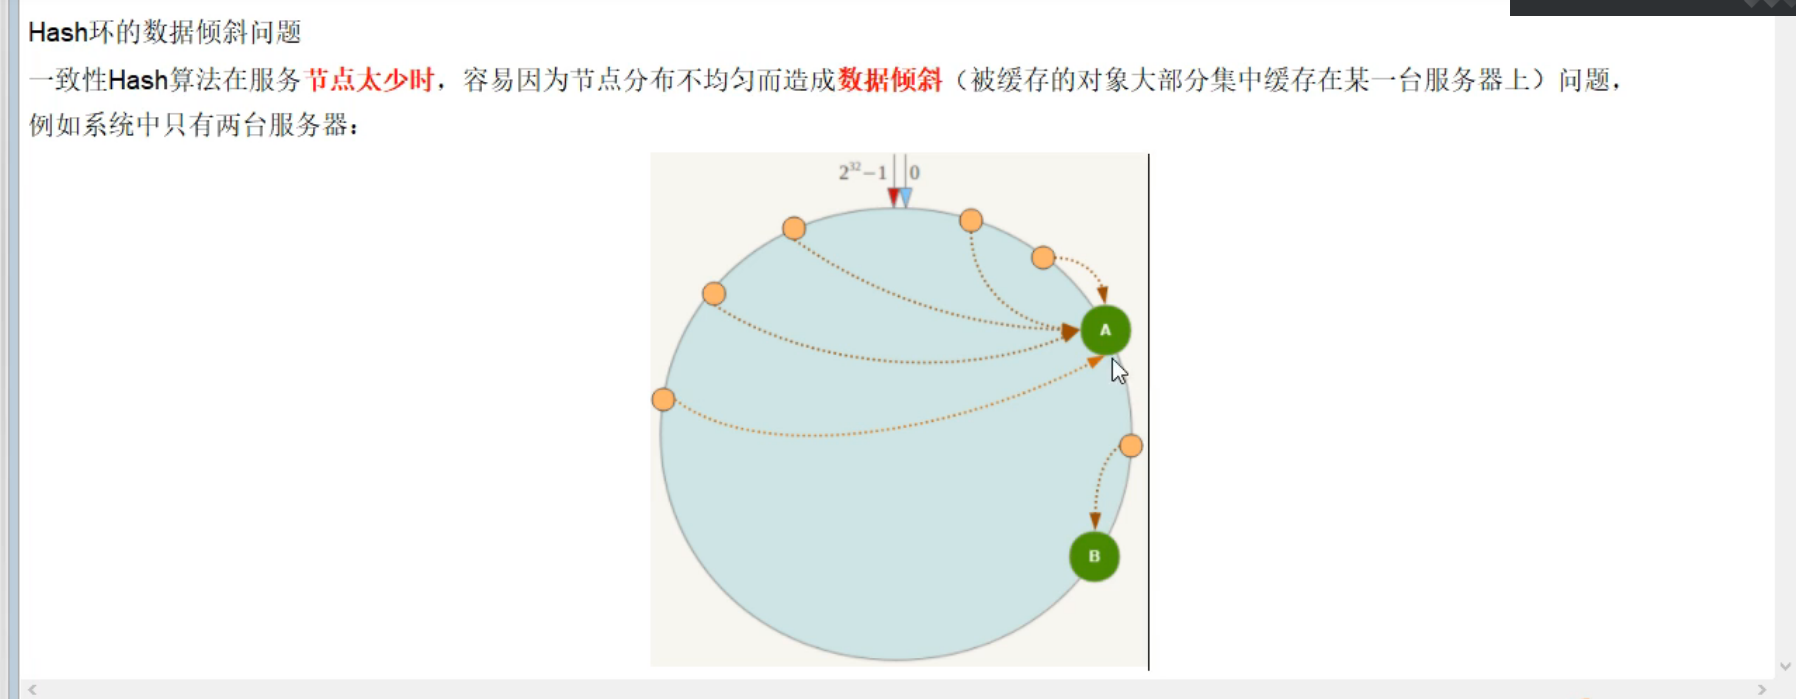 Hash环的数据倾斜问题
一致性Hash算法在服务节点太少时，容易因为节点分布不均匀而造成数据倾斜（被缓存的对象大部分集中缓存在某一台服务器上）问题，
例如系统中只有两台服务器：
2³²−1 0
A
B